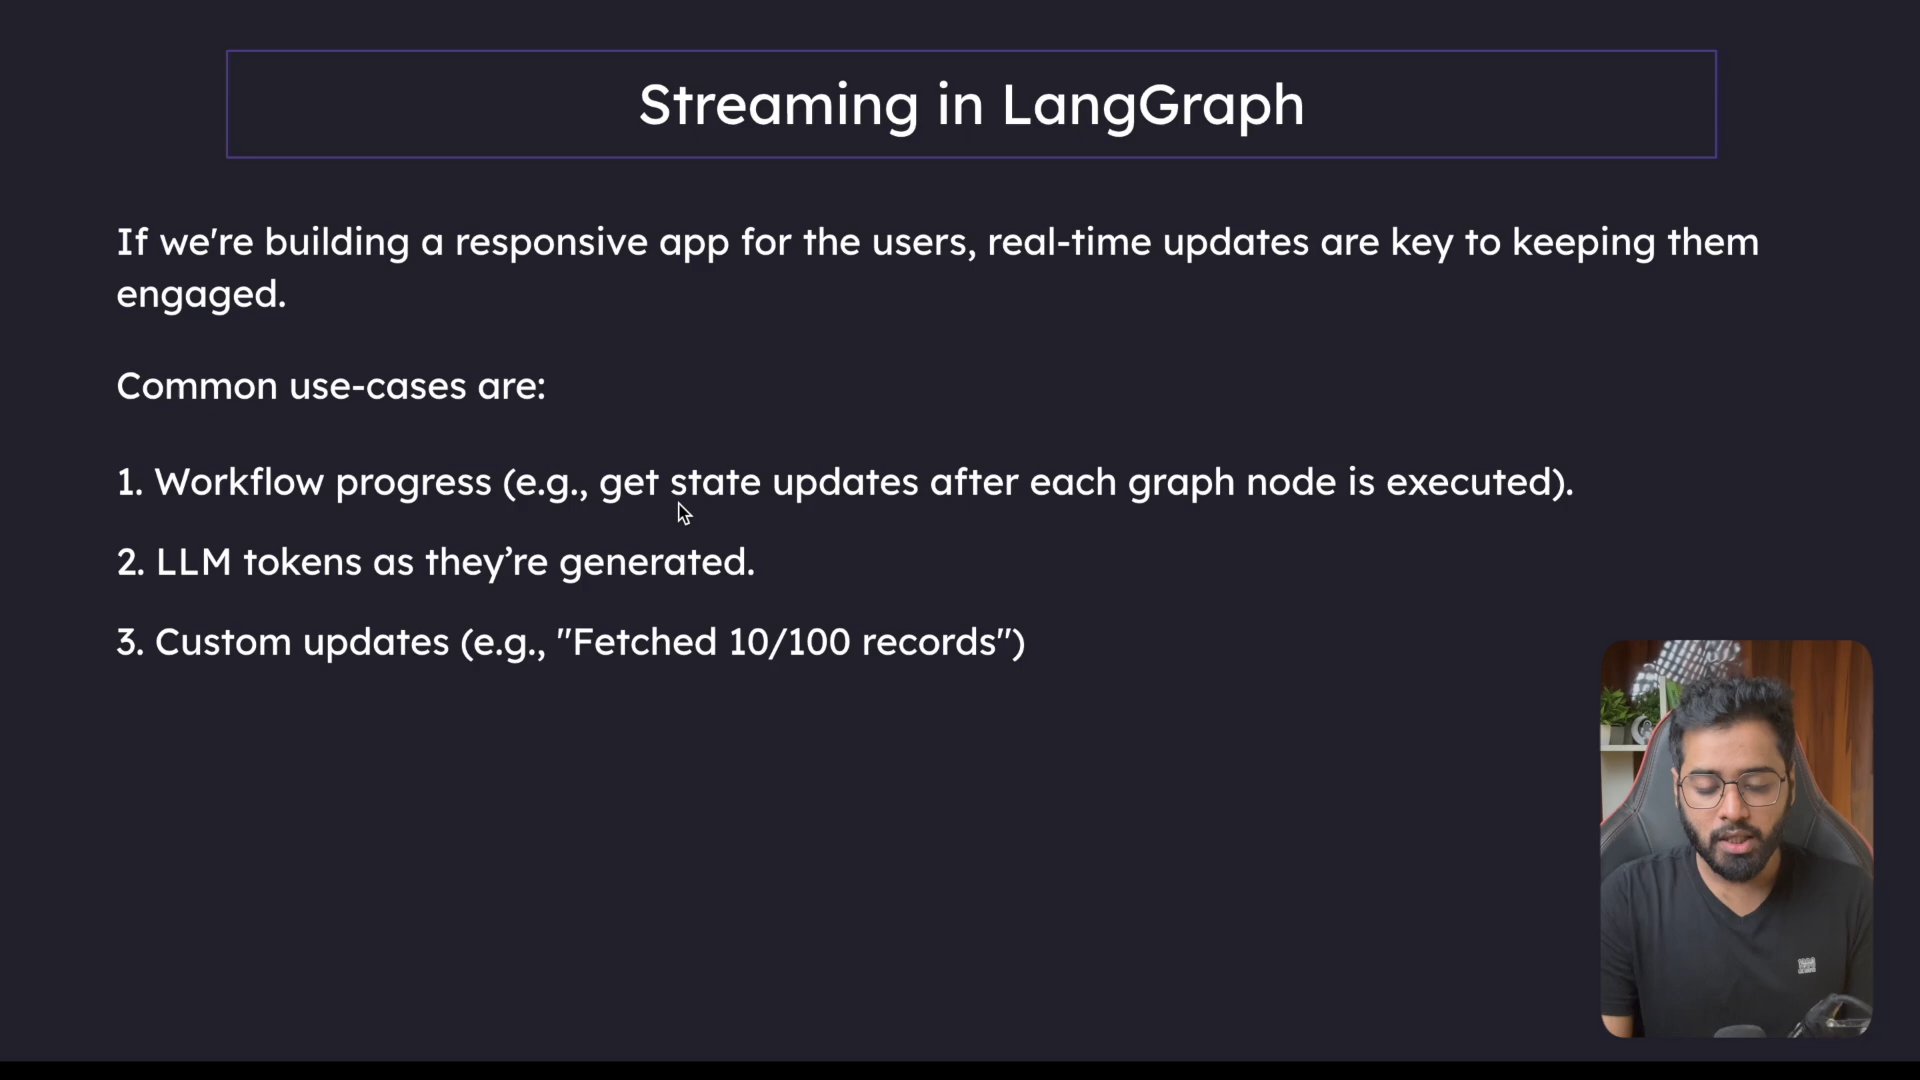 Streaming in LangGraph
If we're building a responsive app for the users, real-time updates are key to keeping them
engaged.
Common use-cases are:
1. Workflow progress (e.g., get state updates after each graph node is executed).
2. LLM tokens as they’re generated.
3. Custom updates (e.g., "Fetched 10/100 records")